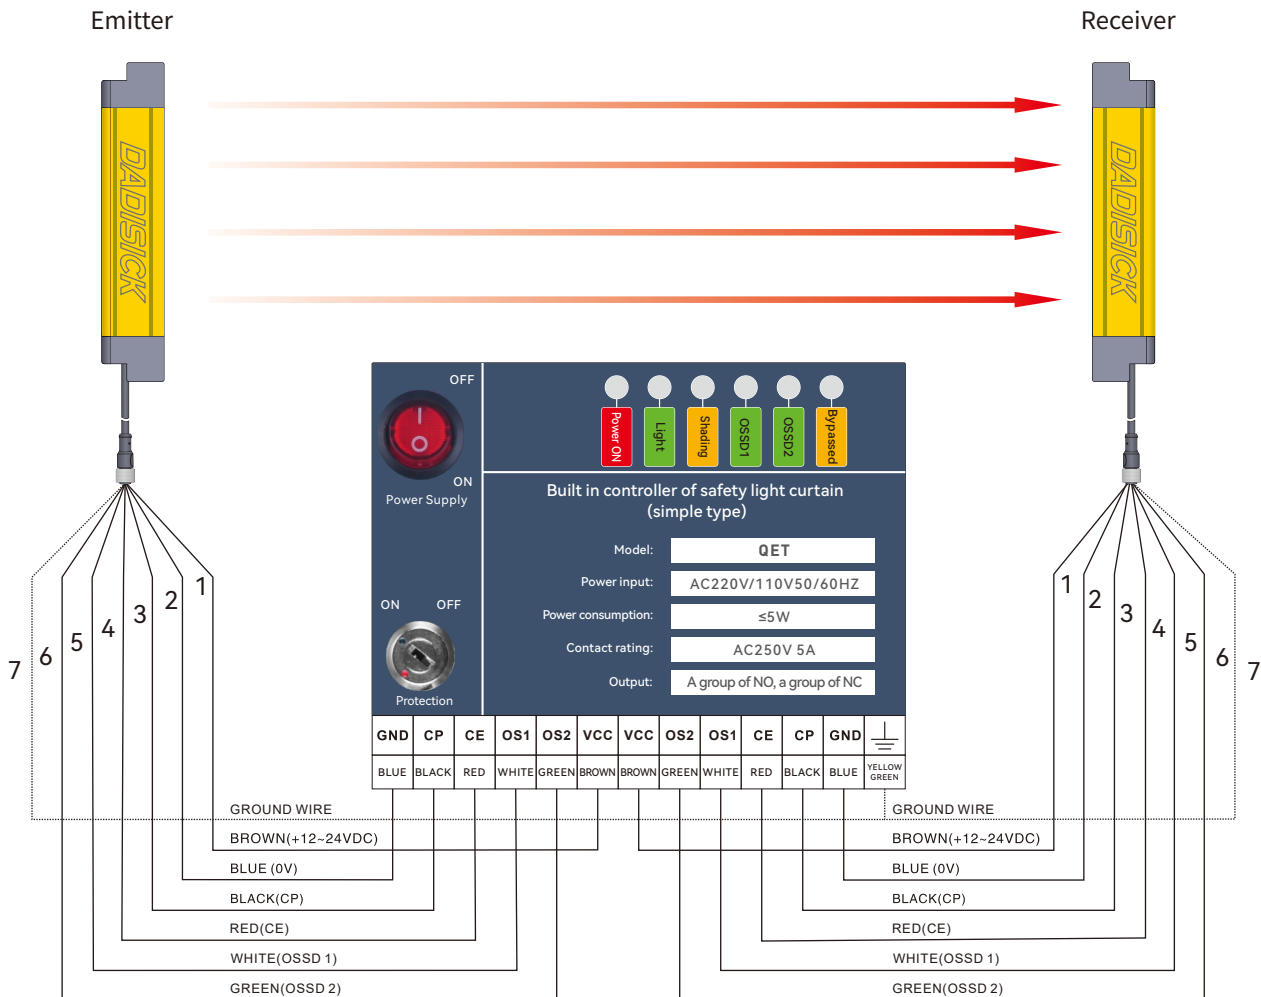 Emitter
Receiver
DADISICK
DADISICK
OFF
ON
Power Supply
Power ON
Light
Shading
OSSD1
OSSD2
Bypassed
Built in controller of safety light curtain
(simple type)
Model: QET
Power input: AC220V/110V50/60HZ
Power consumption: ≤5W
Contact rating: AC250V 5A
Output: A group of NO, a group of NC
ON OFF
Protection
GND CP CE OS1 OS2 VCC VCC OS2 OS1 CE CP GND
BLUE BLACK RED WHITE GREEN BROWN BROWN GREEN WHITE RED BLACK BLUE YELLOW GREEN
7 6 5 4 3 2 1
1 2 3 4 5 6 7
GROUND WIRE GROUND WIRE
BROWN(+12~24VDC) BROWN(+12~24VDC)
BLUE (0V) BLUE (0V)
BLACK(CP) BLACK(CP)
RED(CE) RED(CE)
WHITE(OSSD 1) WHITE(OSSD 1)
GREEN(OSSD 2) GREEN(OSSD 2)